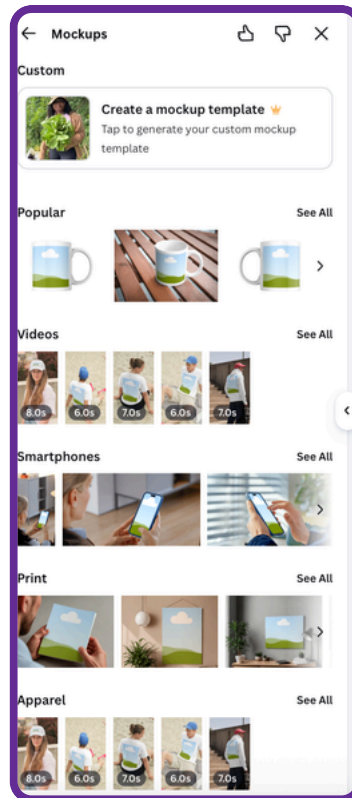 Mockups
Custom
Create a mockup template
Tap to generate your custom mockup
template
Popular See All
Videos See All
8.0s 6.0s 7.0s 6.0s 7.0s
Smartphones See All
Print See All
Apparel See All
8.0s 6.0s 7.0s 6.0s 7.0s